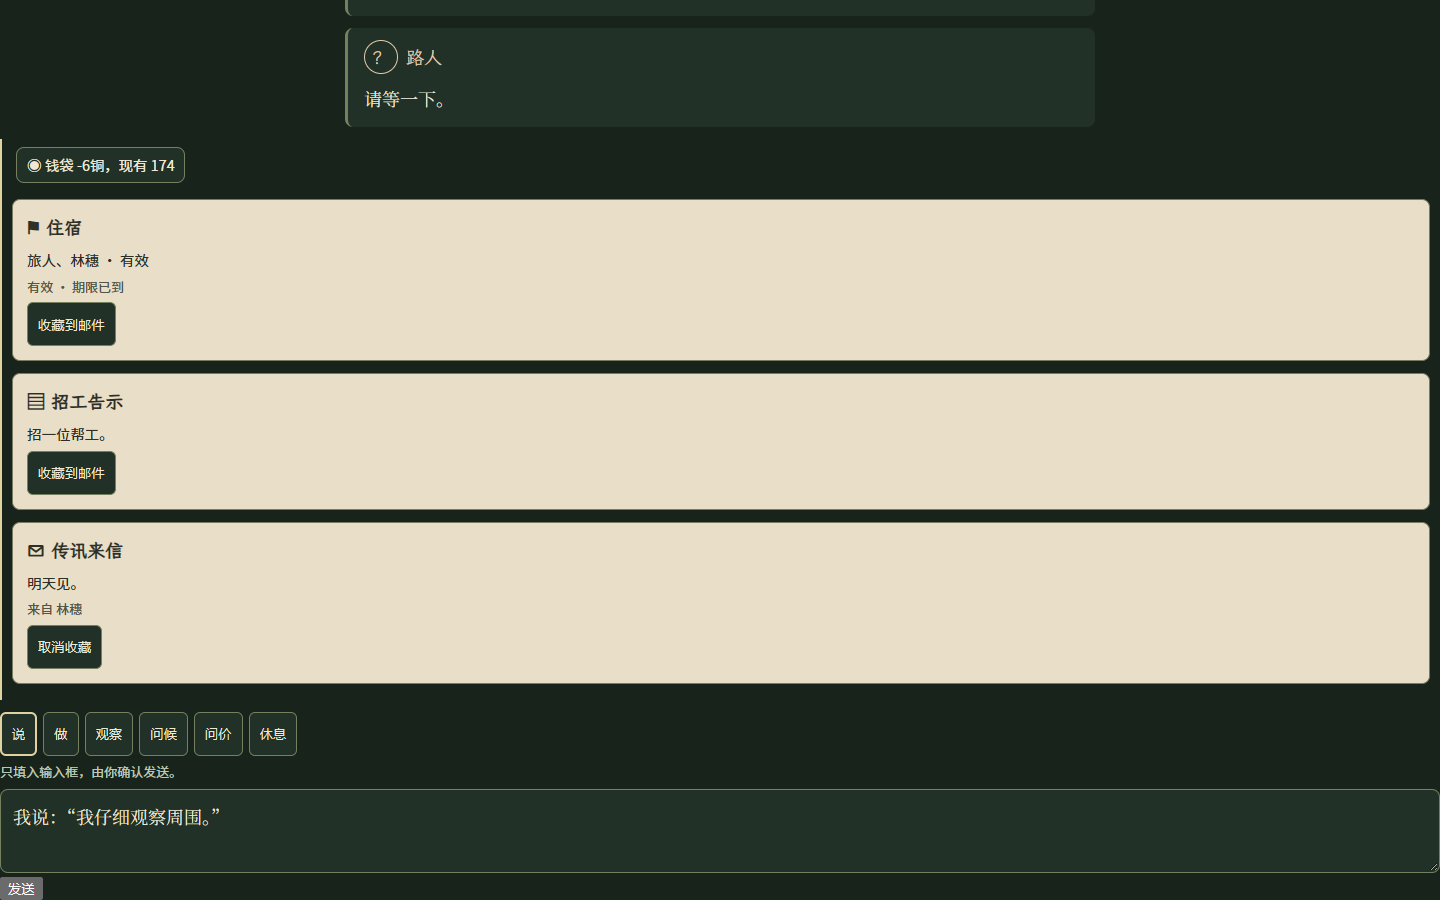 ? 路人
请等一下。
◉ 钱袋 -6铜，现有 174
⚑ 住宿
旅人、林穗 · 有效
有效 · 期限已到
收藏到邮件
▤ 招工告示
招一位帮工。
收藏到邮件
✉ 传讯来信
明天见。
来自 林穗
取消收藏
说 做 观察 问候 问价 休息
只填入输入框，由你确认发送。
我说：“我仔细观察周围。”
发送